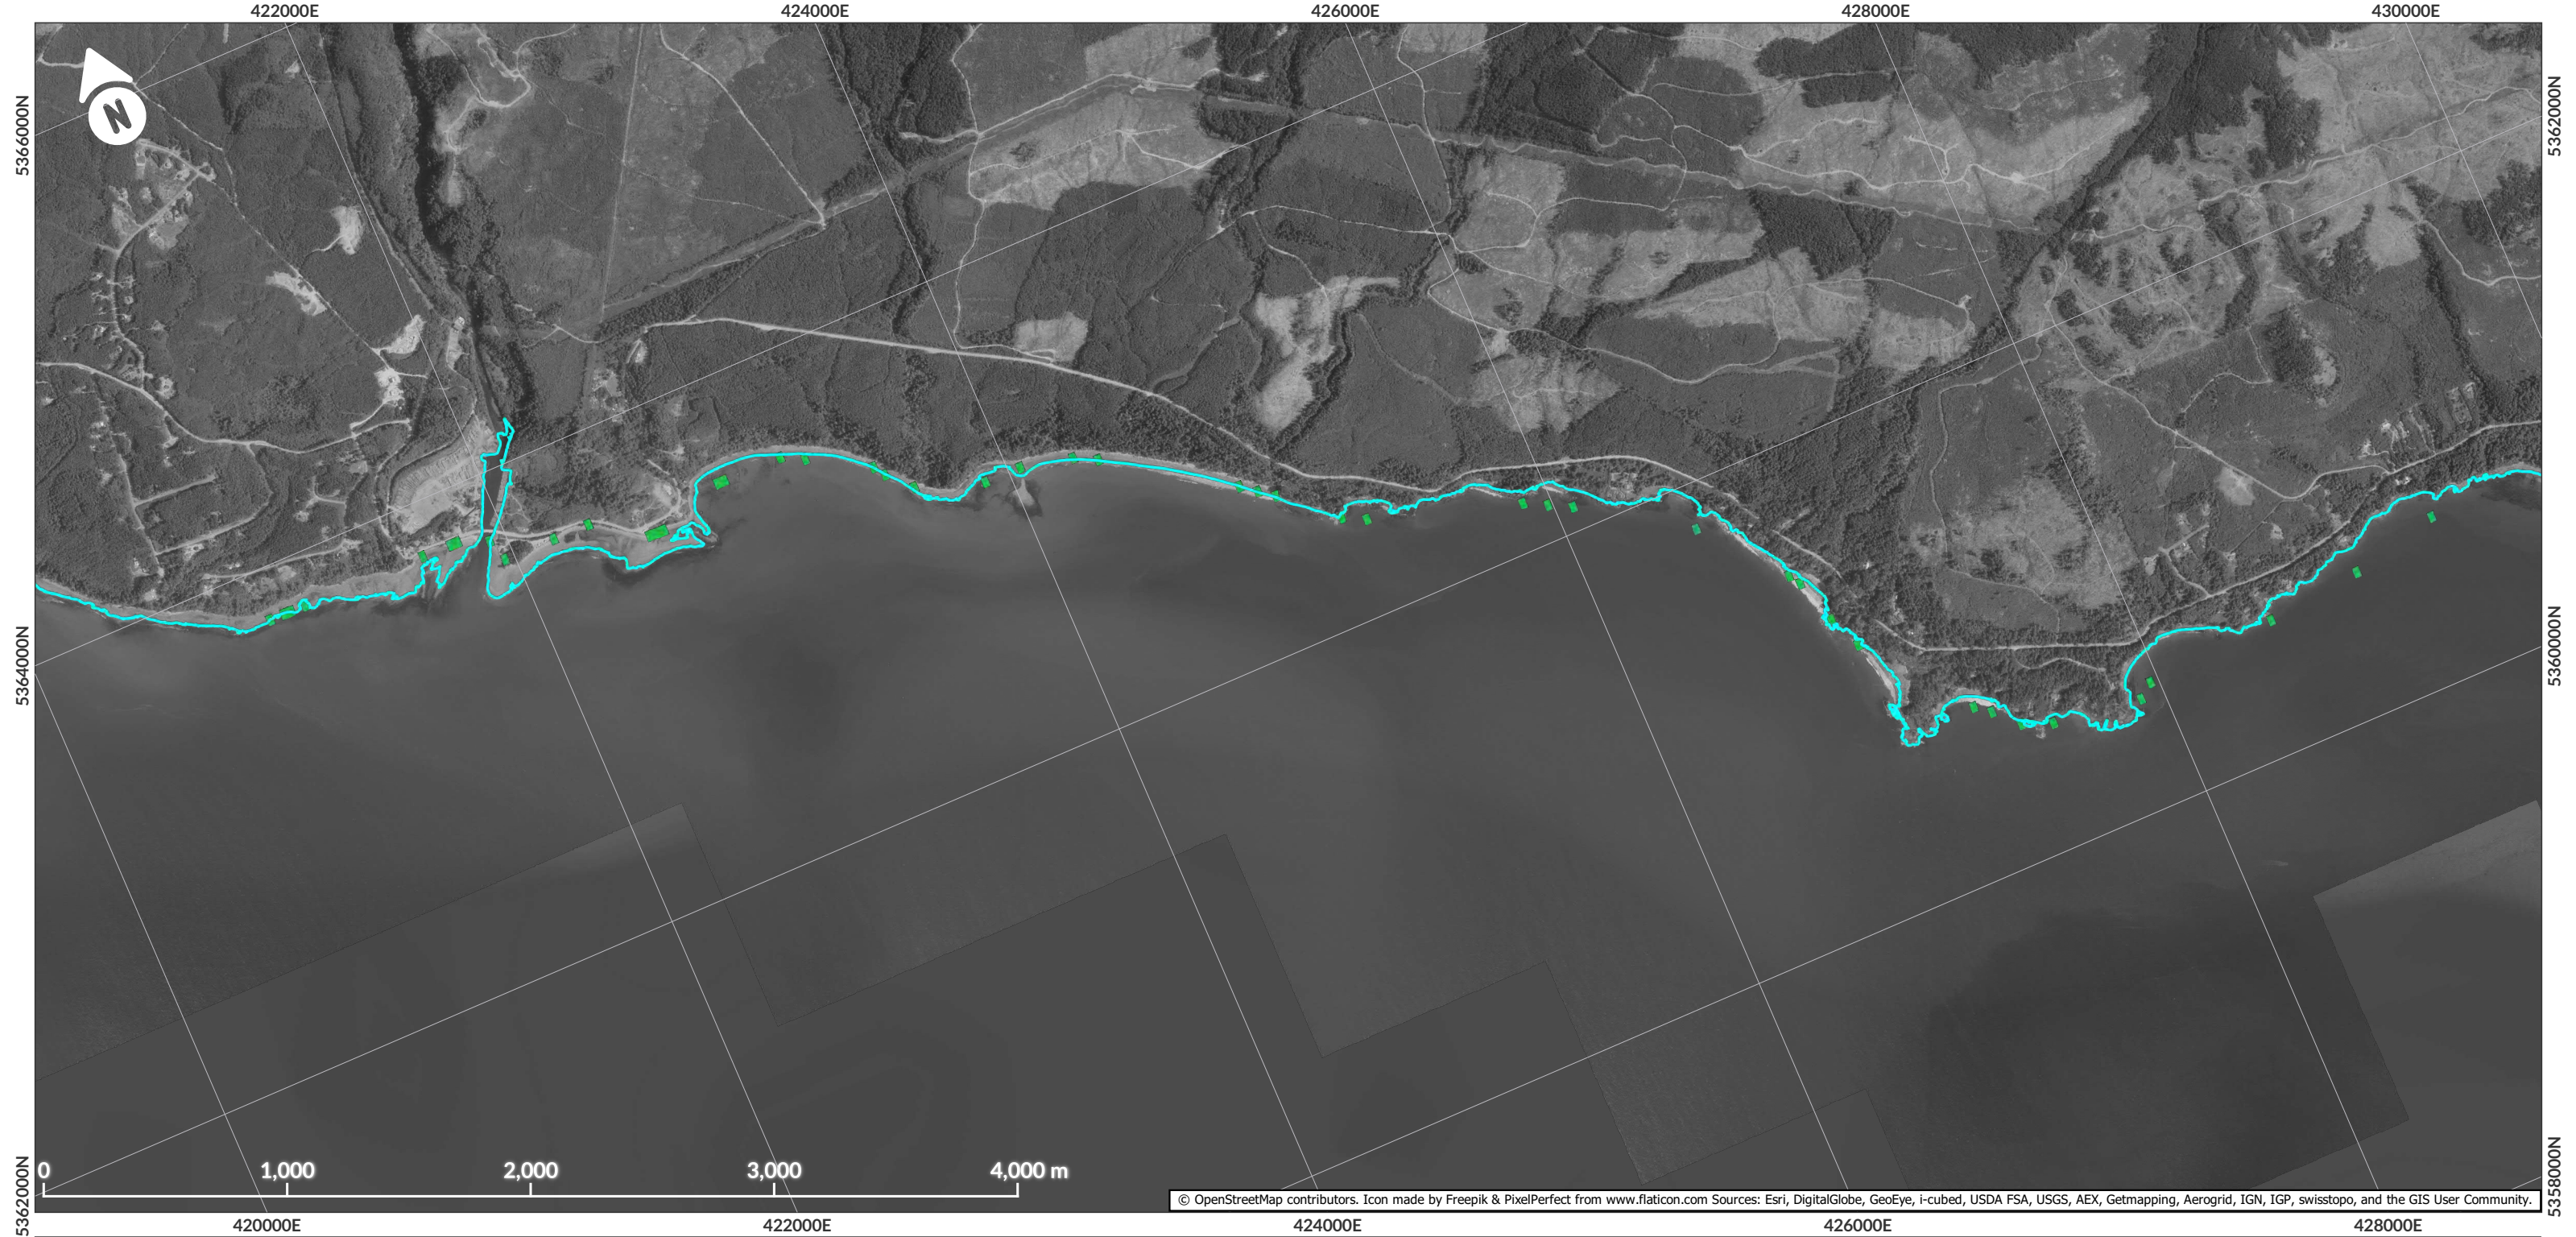 422000E
424000E
426000E
428000E
430000E
5366000N
5364000N
5362000N
5362000N
5360000N
5358000N
N
0
1,000
2,000
3,000
4,000 m
© OpenStreetMap contributors. Icon made by Freepik & PixelPerfect from www.flaticon.com Sources: Esri, DigitalGlobe, GeoEye, i-cubed, USDA FSA, USGS, AEX, Getmapping, Aerogrid, IGN, IGP, swisstopo, and the GIS User Community.
420000E
422000E
424000E
426000E
428000E